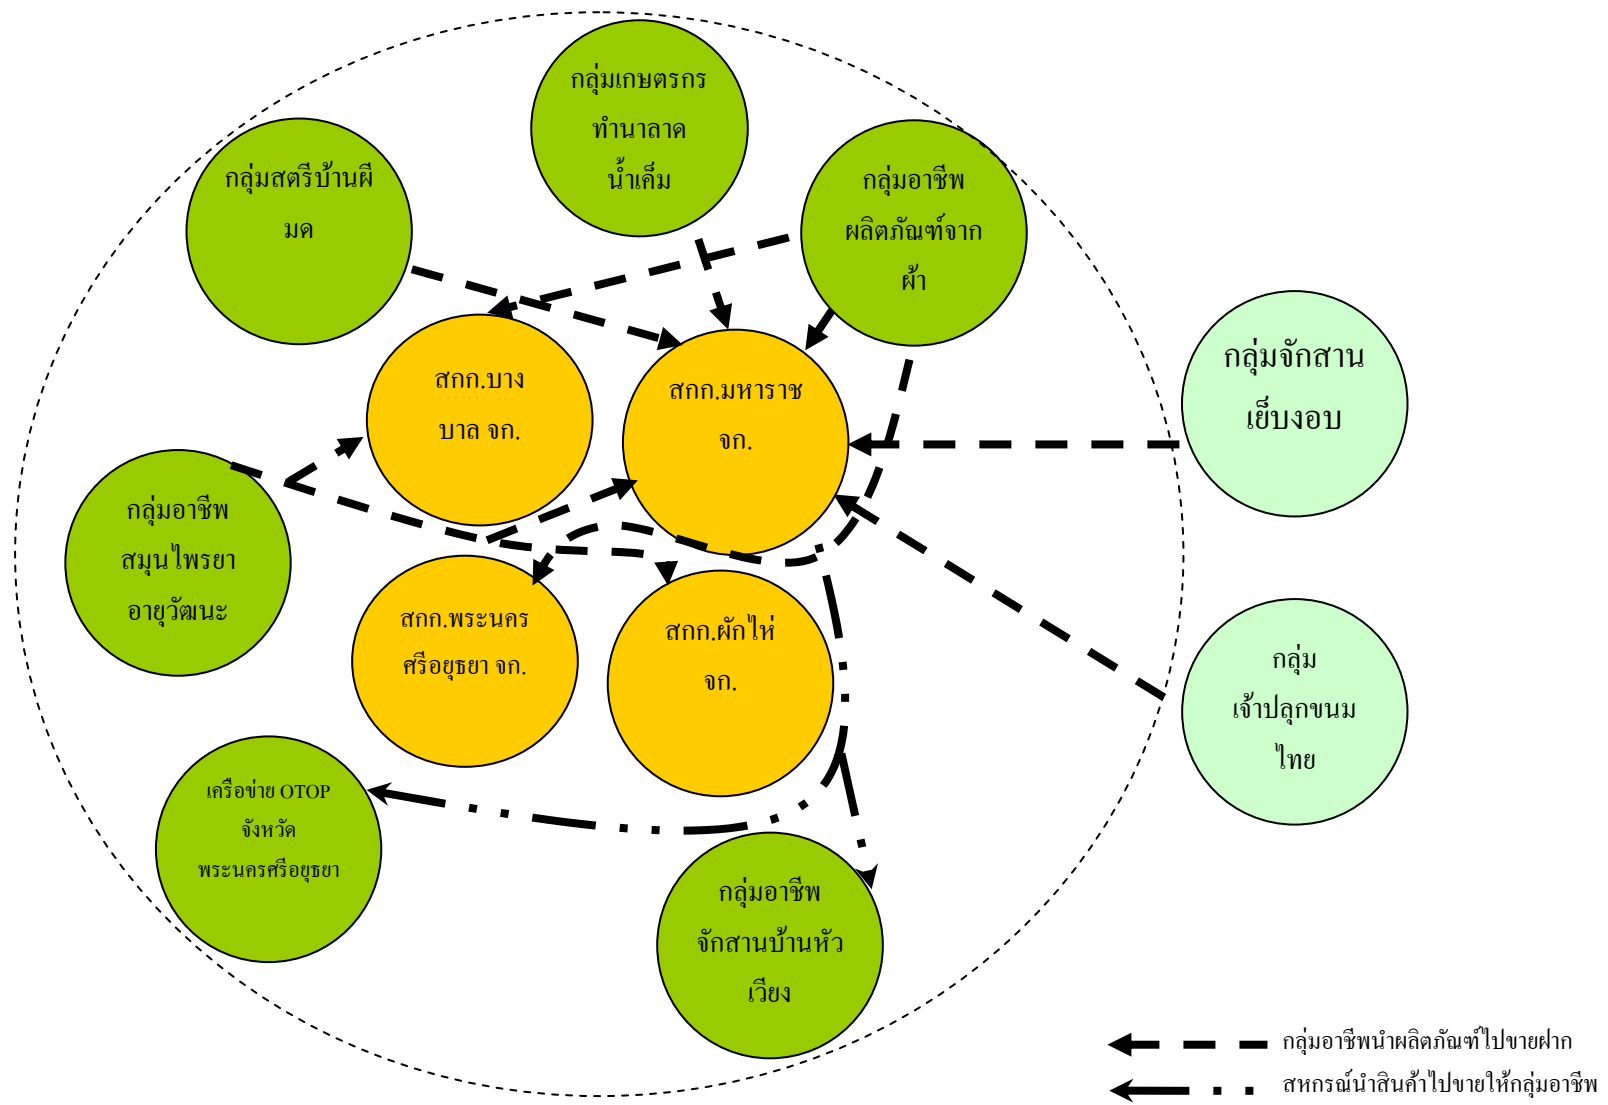 กลุ่มเกษตรกร
ทำนาลาด
น้ำเค็ม
กลุ่มสตรีบ้านผี
มด
กลุ่มอาชีพ
ผลิตภัณฑ์จาก
ผ้า
กลุ่มจักสาน
เย็บงอบ
สกก.บาง
บาล จก.
สกก.มหาราช
จก.
กลุ่มอาชีพ
สมุนไพรยา
อายุวัฒนะ
สกก.พระนคร
ศรีอยุธยา จก.
สกก.ผักไห่
จก.
กลุ่ม
เจ้าปลุกขนม
ไทย
เครือข่าย OTOP
จังหวัด
พระนครศรีอยุธยา
กลุ่มอาชีพ
จักสานบ้านหัว
เวียง
กลุ่มอาชีพนำผลิตภัณฑ์ไปขายฝาก
สหกรณ์นำสินค้าไปขายให้กลุ่มอาชีพ